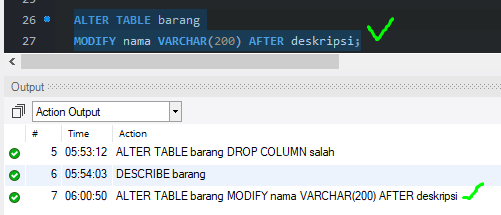 26 ALTER TABLE barang
27 MODIFY nama VARCHAR(200) AFTER deskripsi;
Output
Action Output
# Time Action
5 05:53:12 ALTER TABLE barang DROP COLUMN salah
6 05:54:03 DESCRIBE barang
7 06:00:50 ALTER TABLE barang MODIFY nama VARCHAR(200) AFTER deskripsi